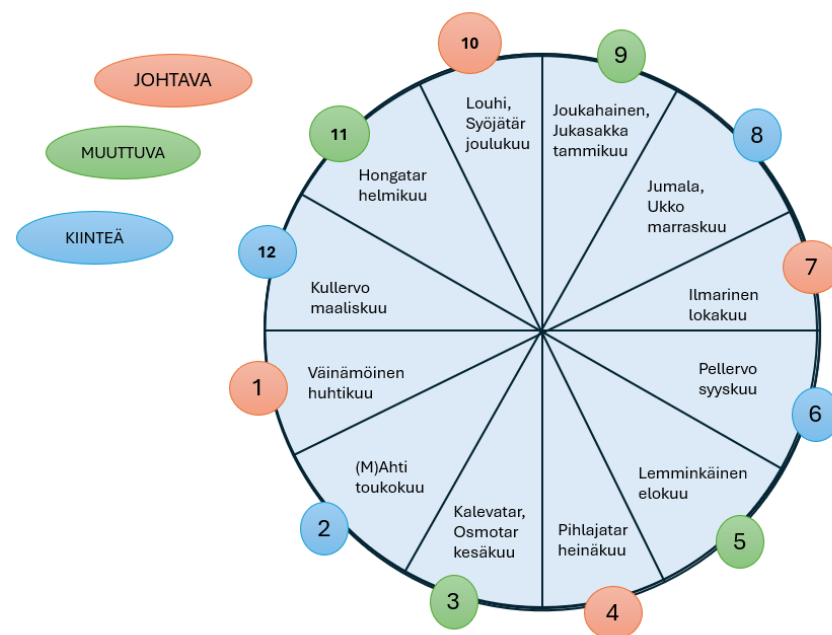 JOHTAVA
MUUTTUVA
KIINTEÄ
10
9
11
8
12
7
1
6
2
5
3
4
Louhi,
Syöjätär
joulukuu
Joukahainen,
Jukasakka
tammikuu
Hongatar
helmikuu
Jumala,
Ukko
marraskuu
Kullervo
maaliskuu
Ilmarinen
lokakuu
Väinämöinen
huhtikuu
Pellervo
syyskuu
(M)Ahti
toukokuu
Lemminkäinen
elokuu
Kalevatar,
Osmotar
kesäkuu
Pihlajatar
heinäkuu